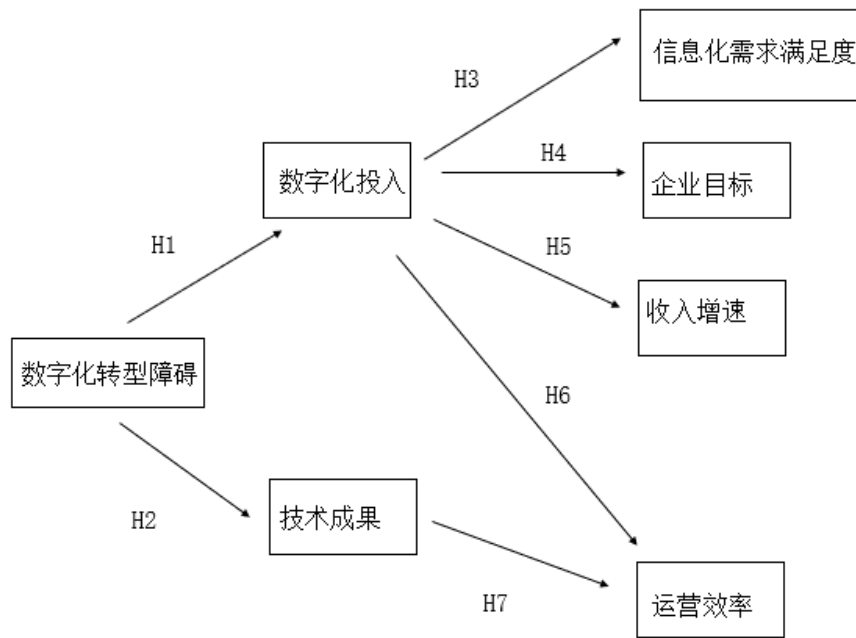 信息化需求满足度
H3
H4
数字化投入
企业目标
H1
H5
收入增速
数字化转型障碍
H6
技术成果
H2
H7
运营效率